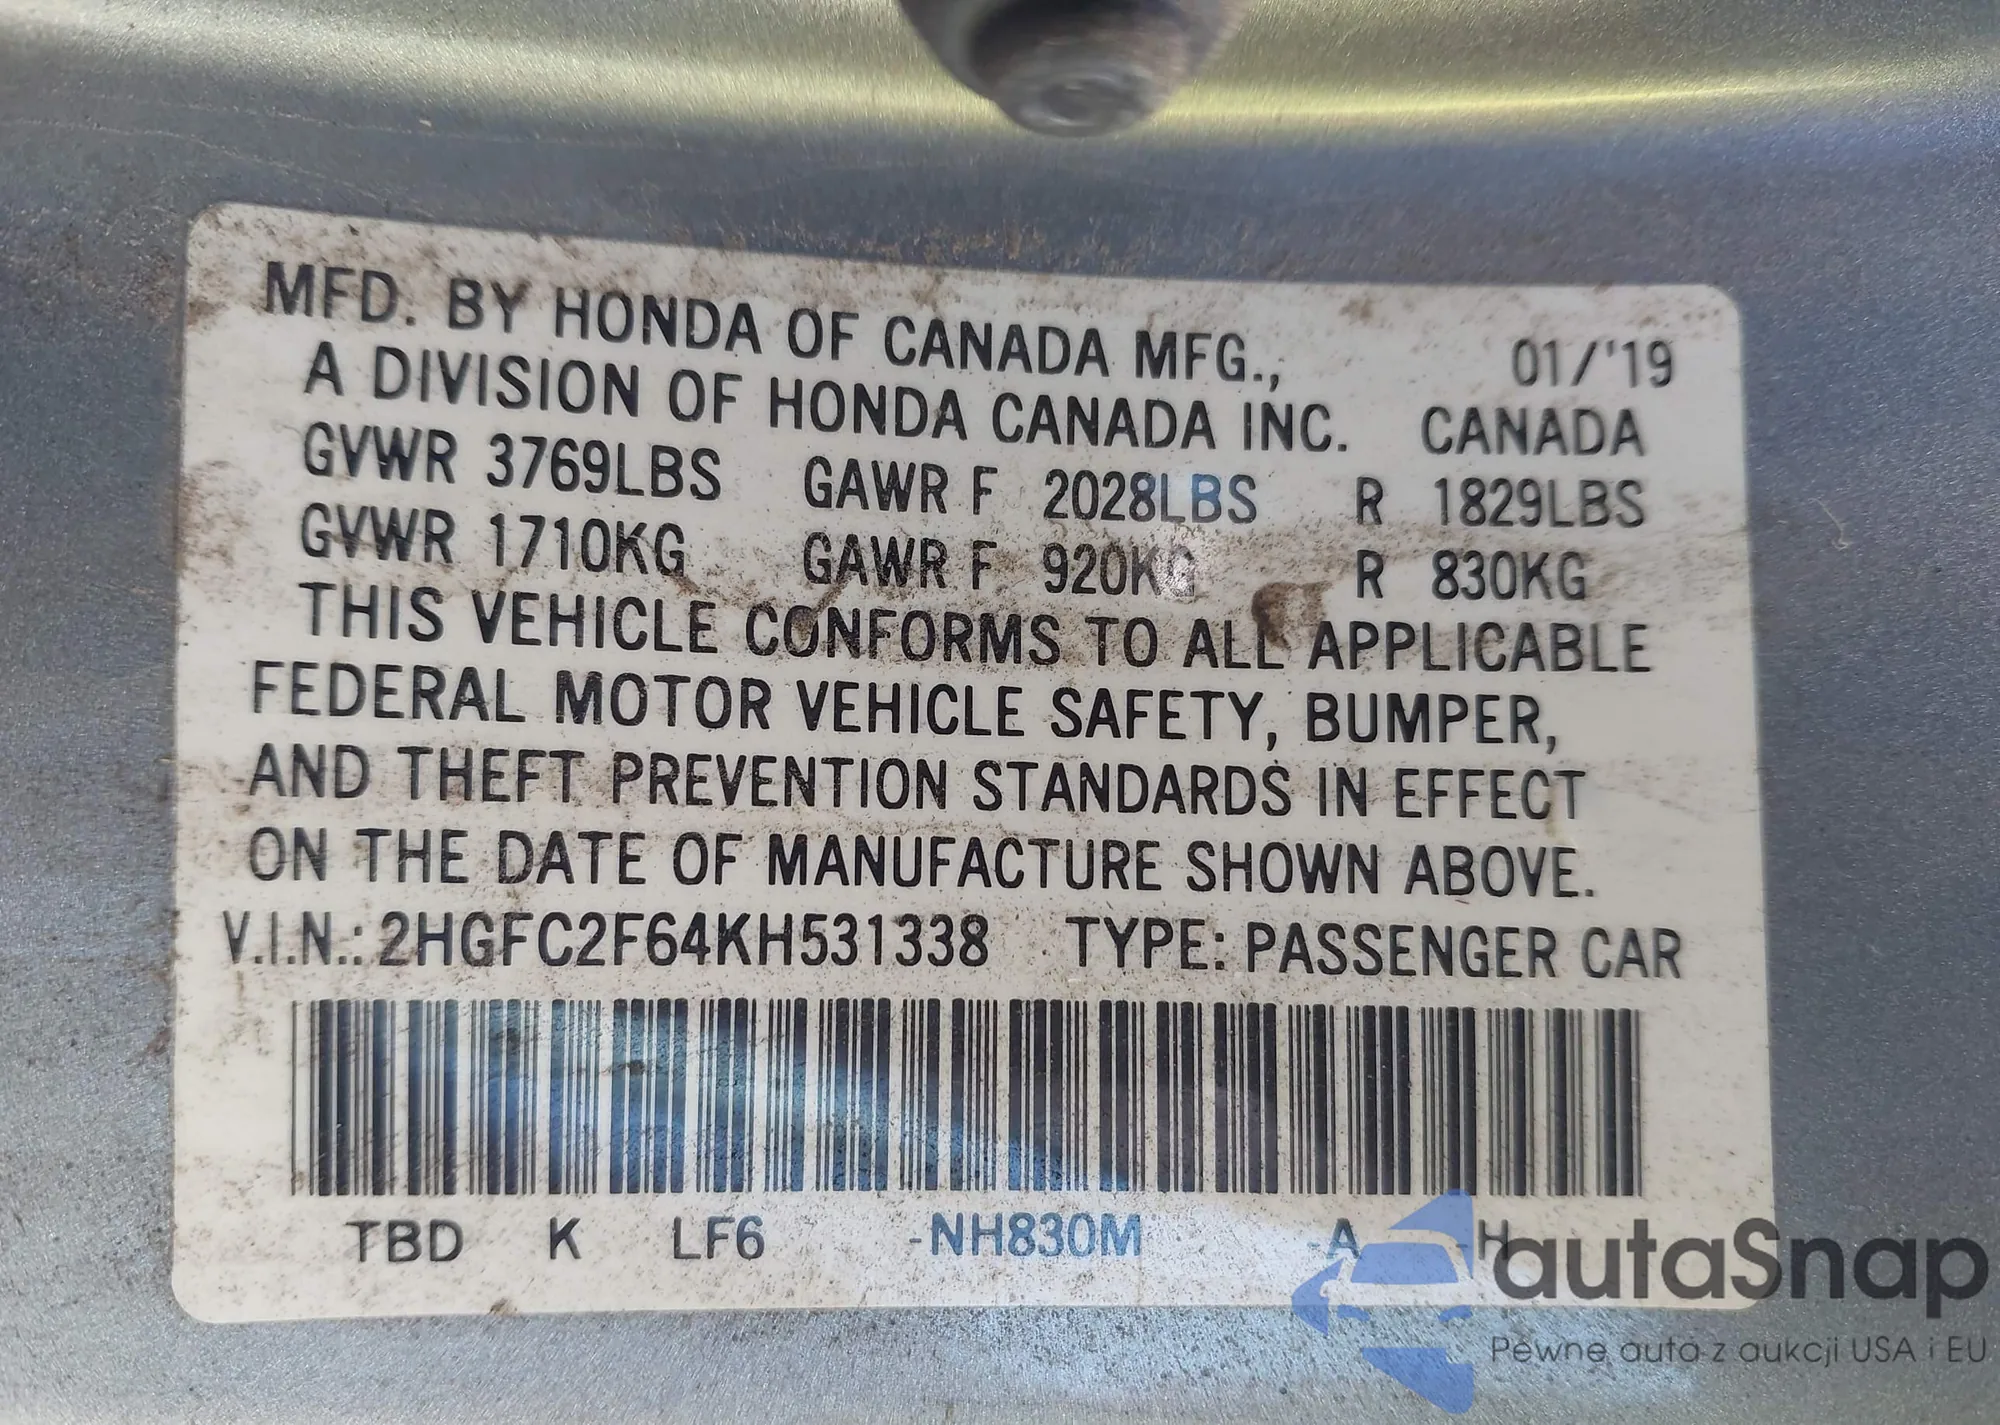 MFD. BY HONDA OF CANADA MFG., 01/'19
A DIVISION OF HONDA CANADA INC. CANADA
GVWR 3769LBS GAWR F 2028LBS R 1829LBS
GVWR 1710KG GAWR F 920KG R 830KG
THIS VEHICLE CONFORMS TO ALL APPLICABLE
FEDERAL MOTOR VEHICLE SAFETY, BUMPER,
AND THEFT PREVENTION STANDARDS IN EFFECT
ON THE DATE OF MANUFACTURE SHOWN ABOVE.
V.I.N.: 2HGFC2F64KH531338 TYPE: PASSENGER CAR
TBD K LF6 -NH830M -A -H
autaSnap
Pewne auta z aukcji USA i EU